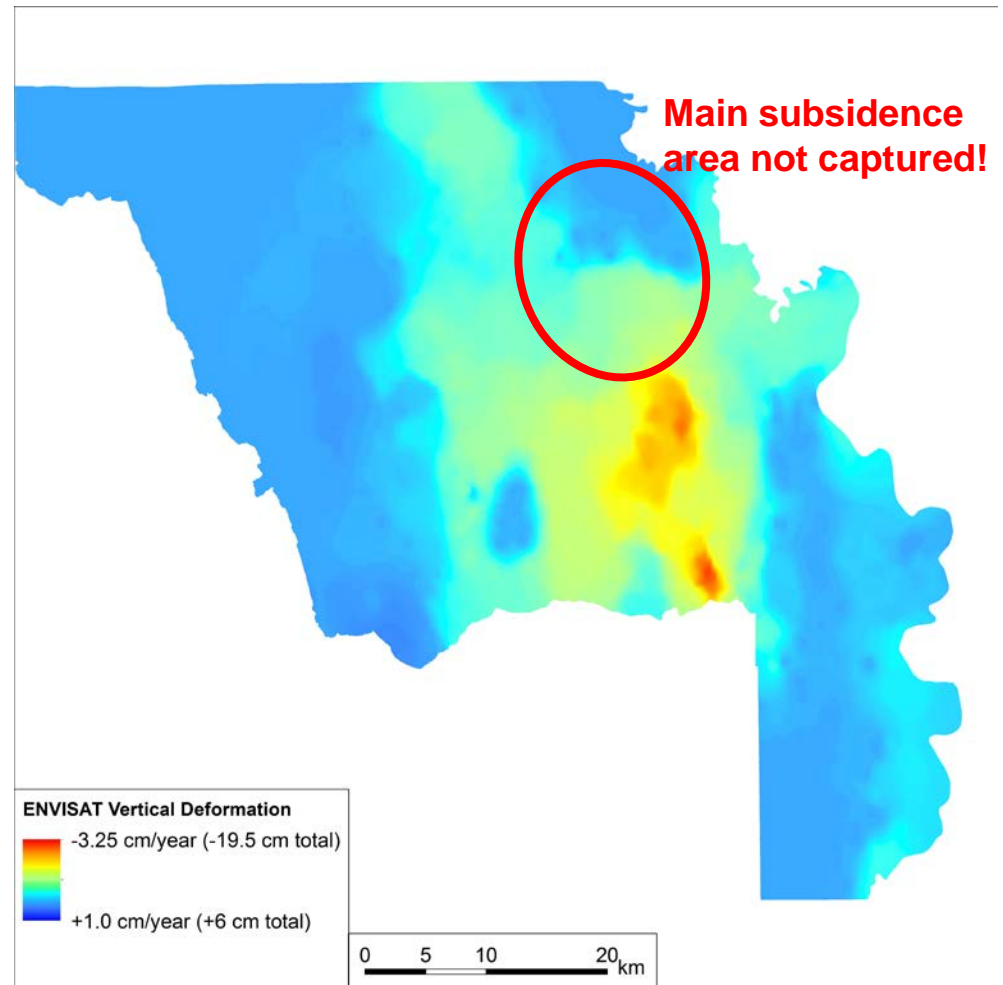 Main subsidence
area not captured!
ENVISAT Vertical Deformation
-3.25 cm/year (-19.5 cm total)
+1.0 cm/year (+6 cm total)
0 5 10 20 km